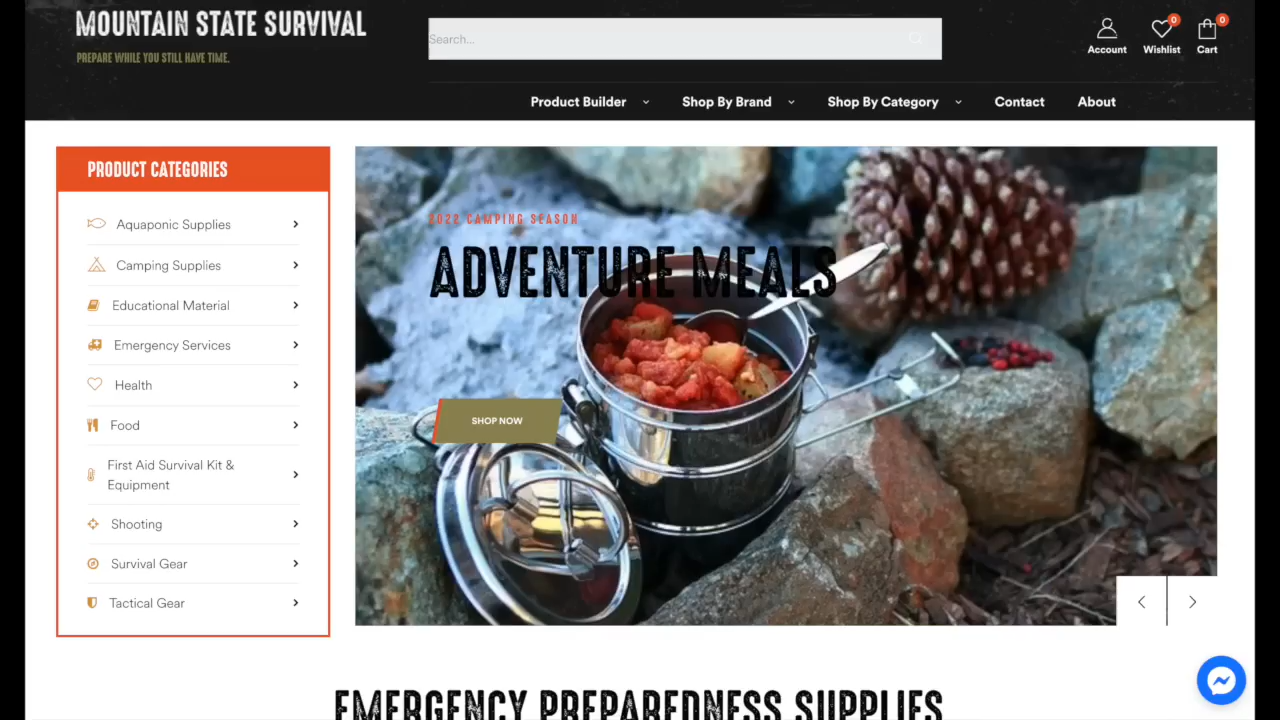 MOUNTAIN STATE SURVIVAL
PREPARE WHILE YOU STILL HAVE TIME.
Search...
Account
Wishlist 0
Cart 0
Product Builder
Shop By Brand
Shop By Category
Contact
About
PRODUCT CATEGORIES
Aquaponic Supplies
Camping Supplies
Educational Material
Emergency Services
Health
Food
First Aid Survival Kit &
Equipment
Shooting
Survival Gear
Tactical Gear
2022 CAMPING SEASON
ADVENTURE MEALS
SHOP NOW
EMERGENCY PREPAREDNESS SUPPLIES